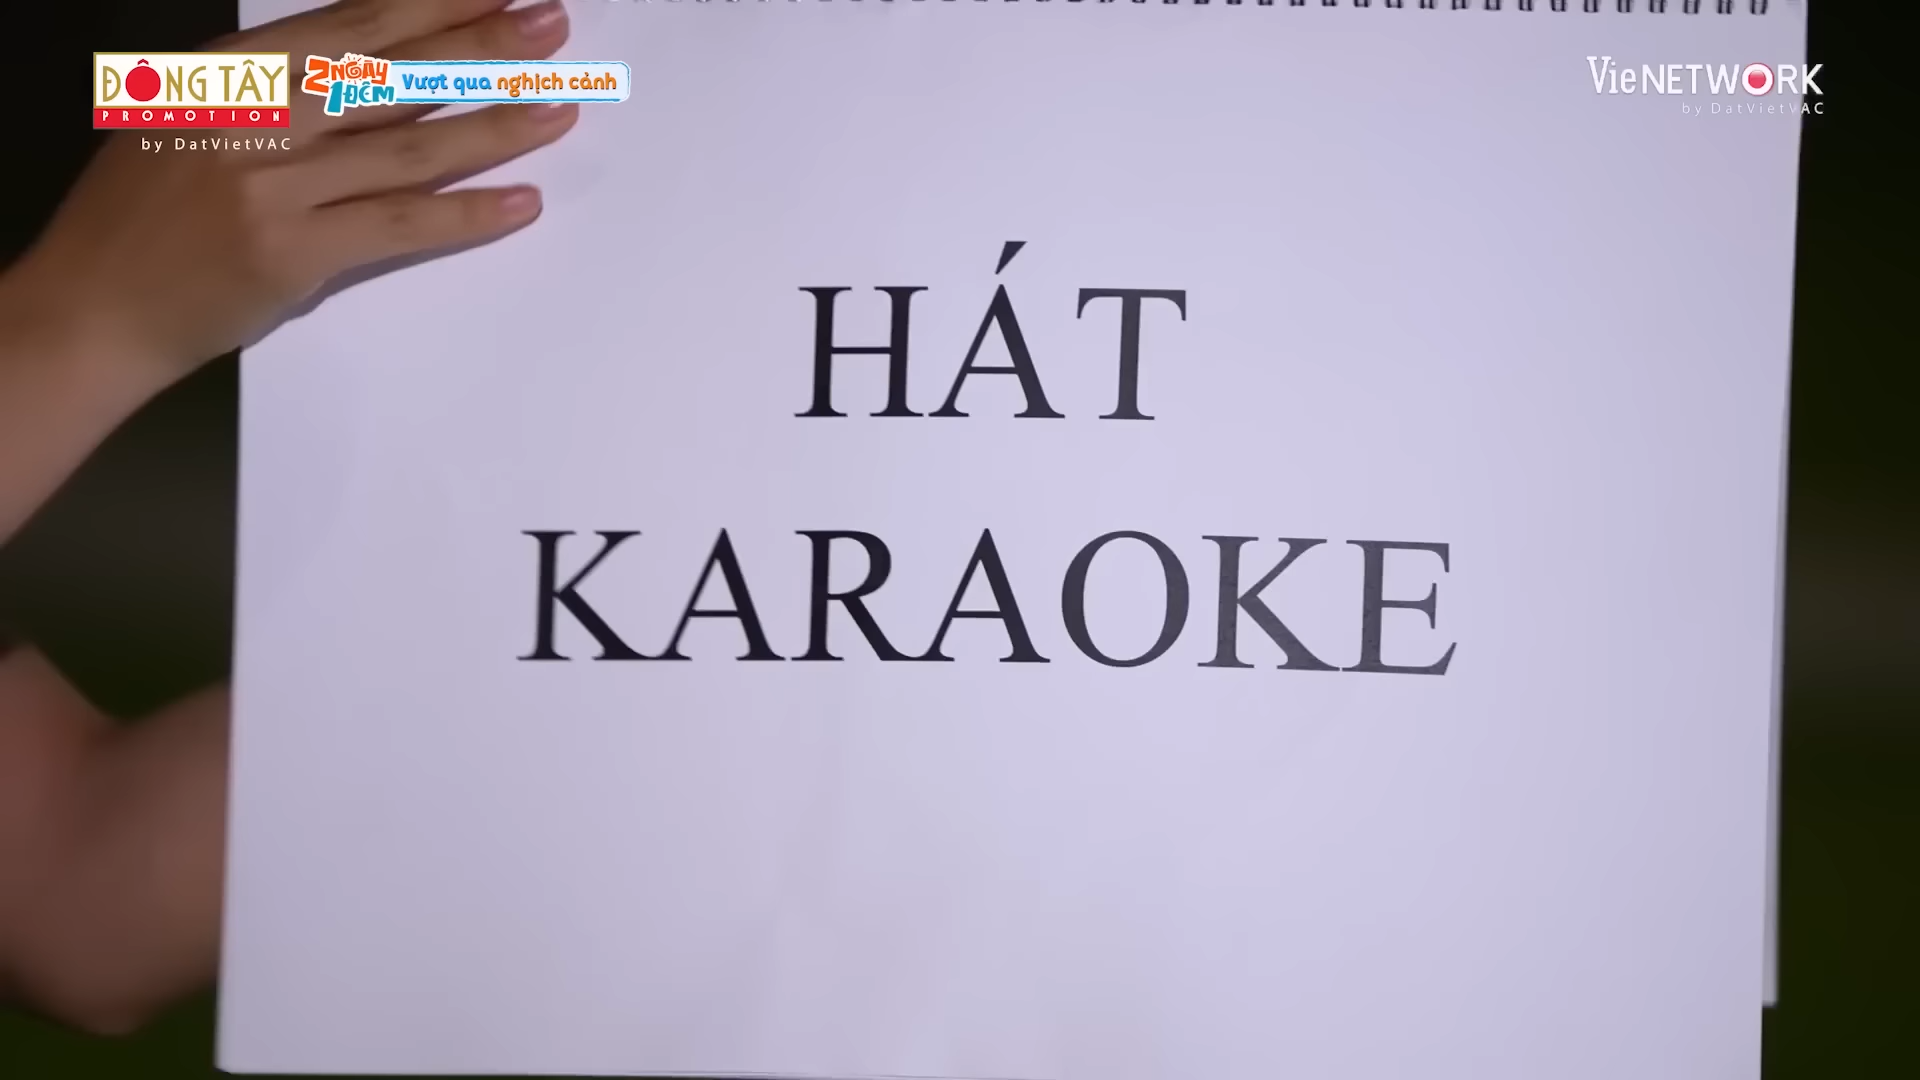 ĐÔNG TÂY
PROMOTION
by DatVietVAC
2 NGÀY
1 ĐÊM
Vượt qua nghịch cảnh
VieNETWORK
by DatVietVAC
HÁT
KARAOKE